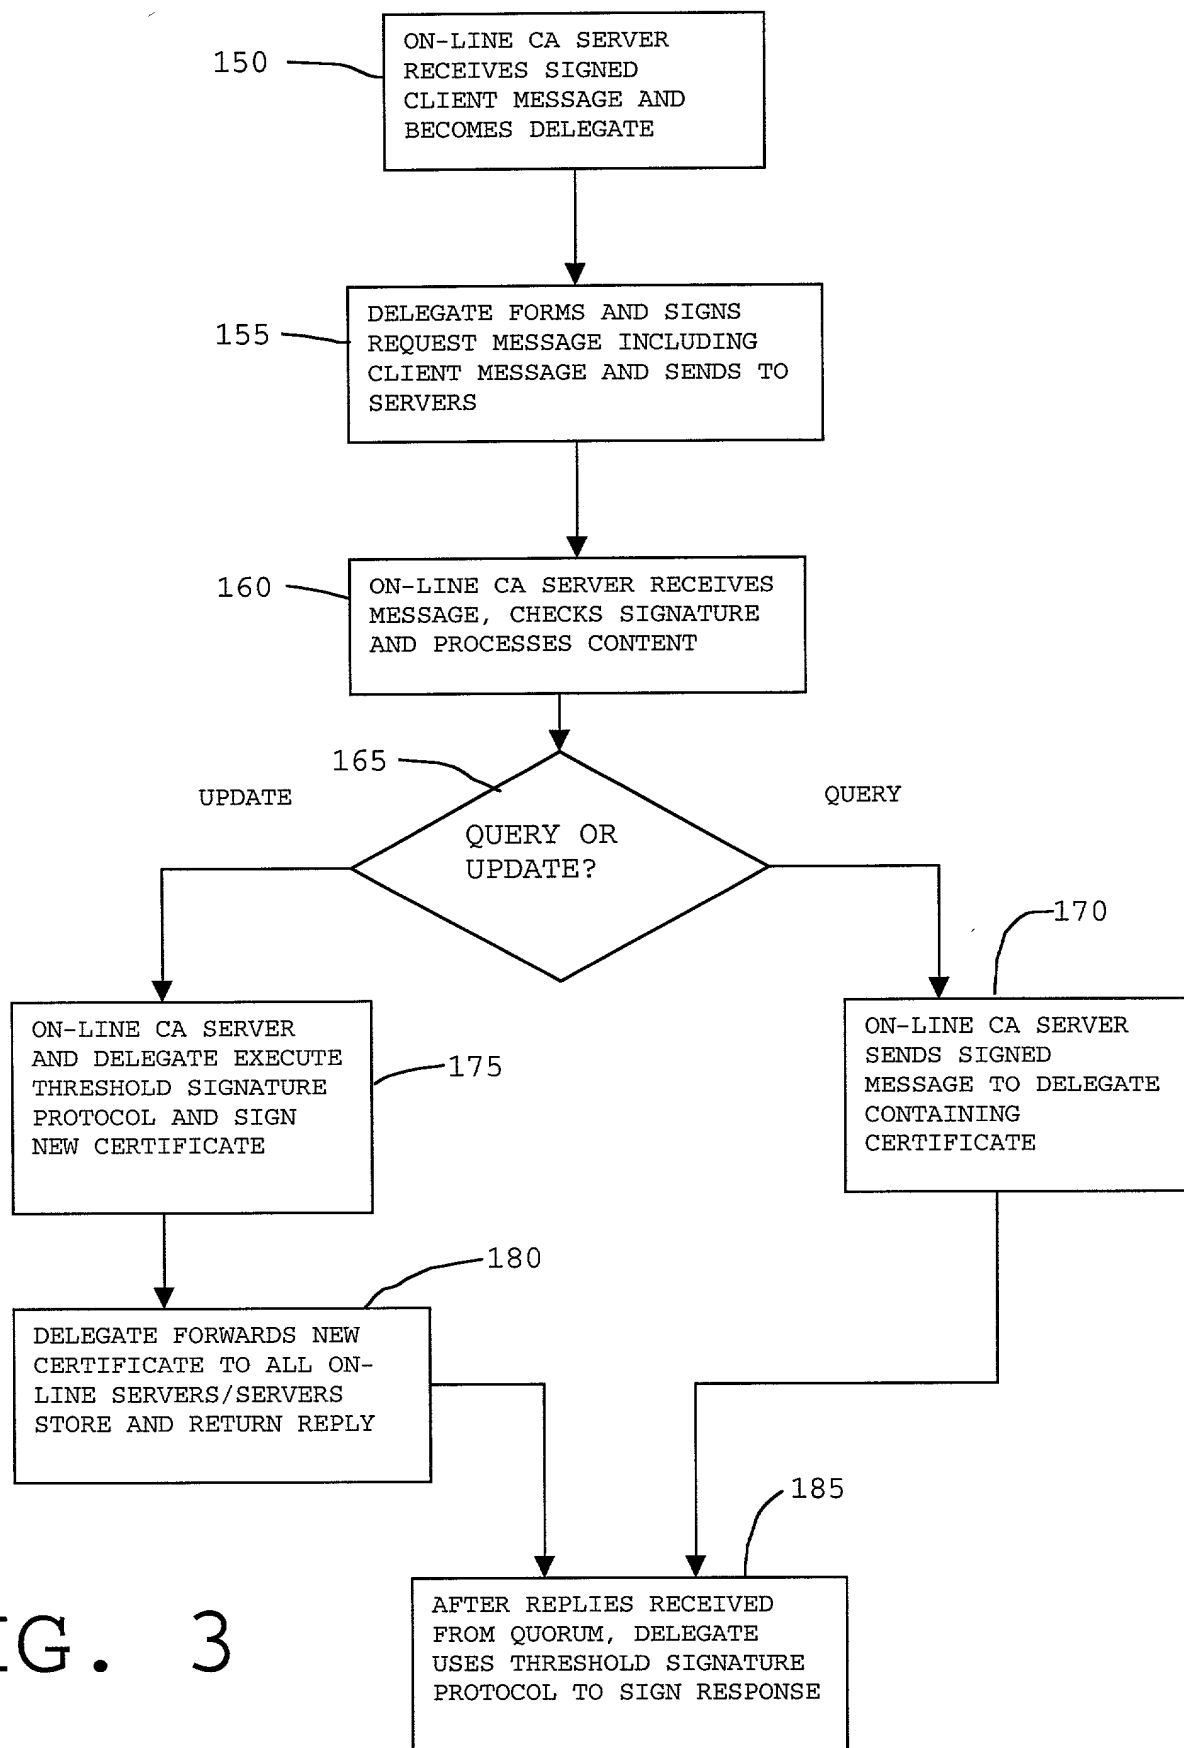 150
ON-LINE CA SERVER
RECEIVES SIGNED
CLIENT MESSAGE AND
BECOMES DELEGATE
155
DELEGATE FORMS AND SIGNS
REQUEST MESSAGE INCLUDING
CLIENT MESSAGE AND SENDS TO
SERVERS
160
ON-LINE CA SERVER RECEIVES
MESSAGE, CHECKS SIGNATURE
AND PROCESSES CONTENT
165
UPDATE
QUERY
QUERY OR
UPDATE?
170
ON-LINE CA SERVER
AND DELEGATE EXECUTE
THRESHOLD SIGNATURE
PROTOCOL AND SIGN
NEW CERTIFICATE
175
ON-LINE CA SERVER
SENDS SIGNED
MESSAGE TO DELEGATE
CONTAINING
CERTIFICATE
180
DELEGATE FORWARDS NEW
CERTIFICATE TO ALL ON-
LINE SERVERS/SERVERS
STORE AND RETURN REPLY
185
AFTER REPLIES RECEIVED
FROM QUORUM, DELEGATE
USES THRESHOLD SIGNATURE
PROTOCOL TO SIGN RESPONSE
IG. 3